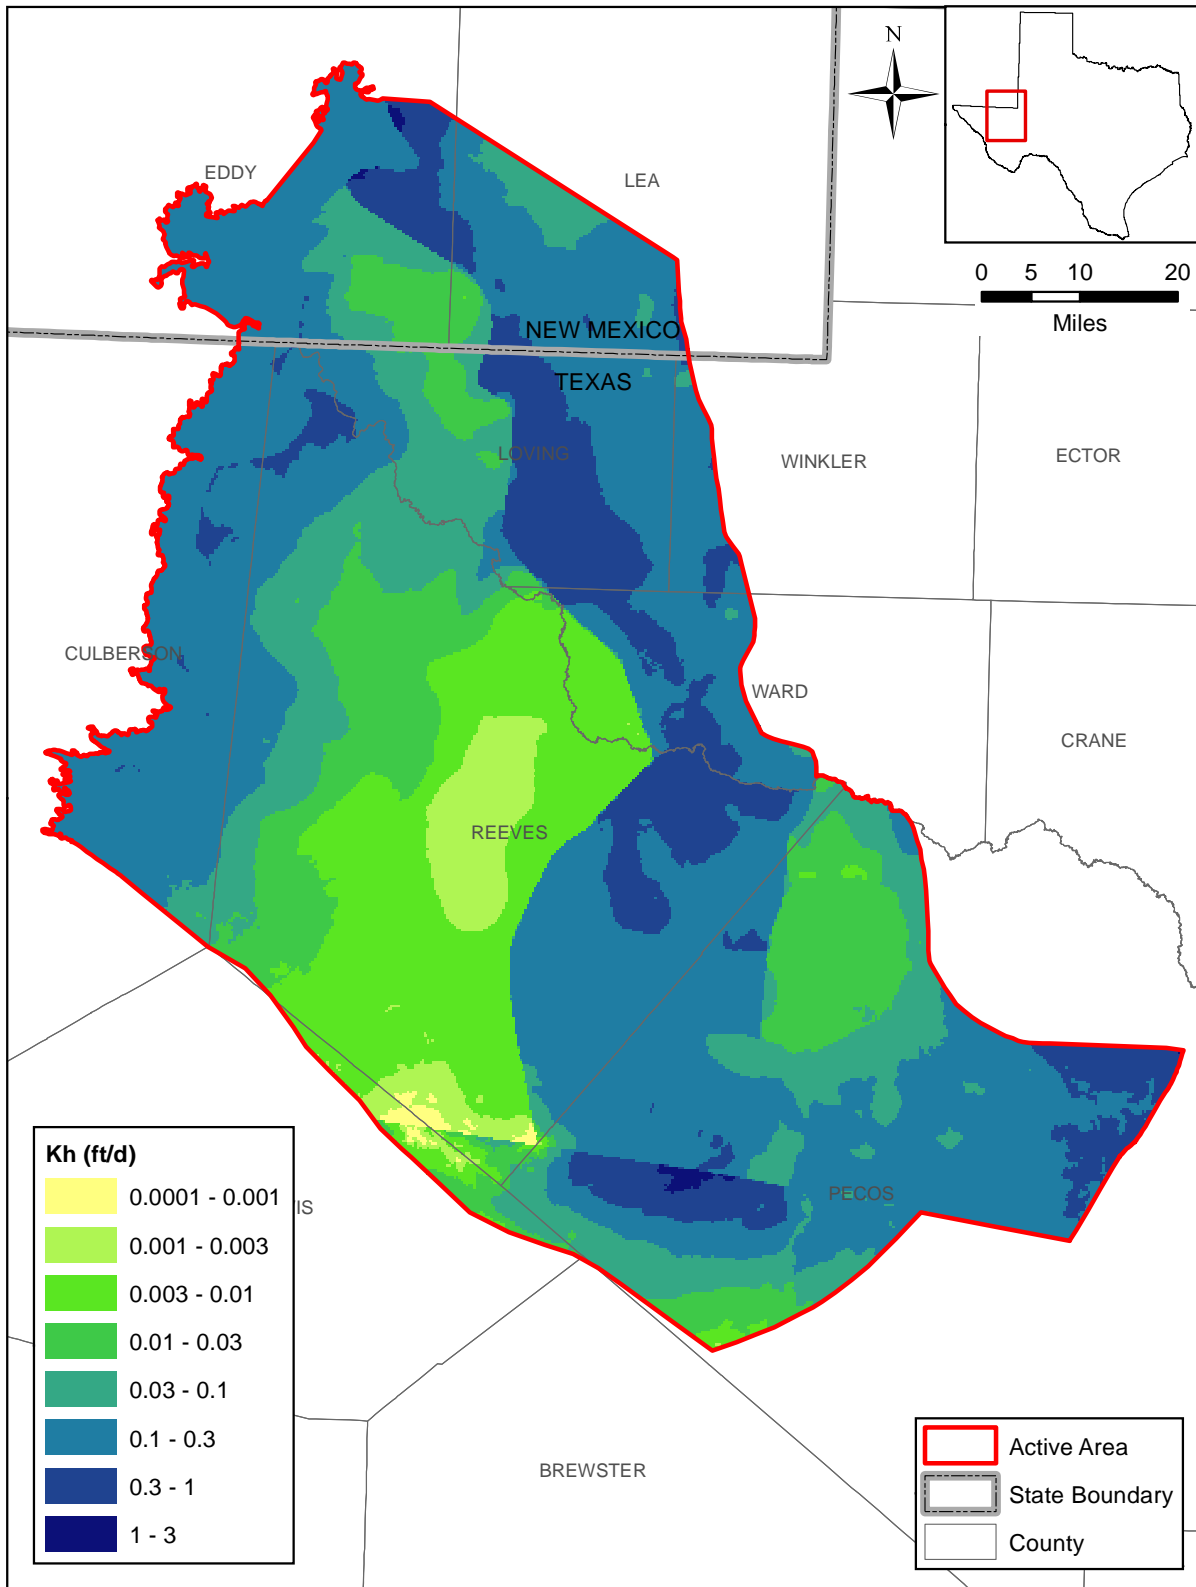 N
EDDY
LEA
0 5 10 20
Miles
NEW MEXICO
TEXAS
LOVING
WINKLER
ECTOR
CULBERSON
WARD
CRANE
REEVES
PECOS
IS
BREWSTER
Kh (ft/d)
0.0001 - 0.001
0.001 - 0.003
0.003 - 0.01
0.01 - 0.03
0.03 - 0.1
0.1 - 0.3
0.3 - 1
1 - 3
Active Area
State Boundary
County